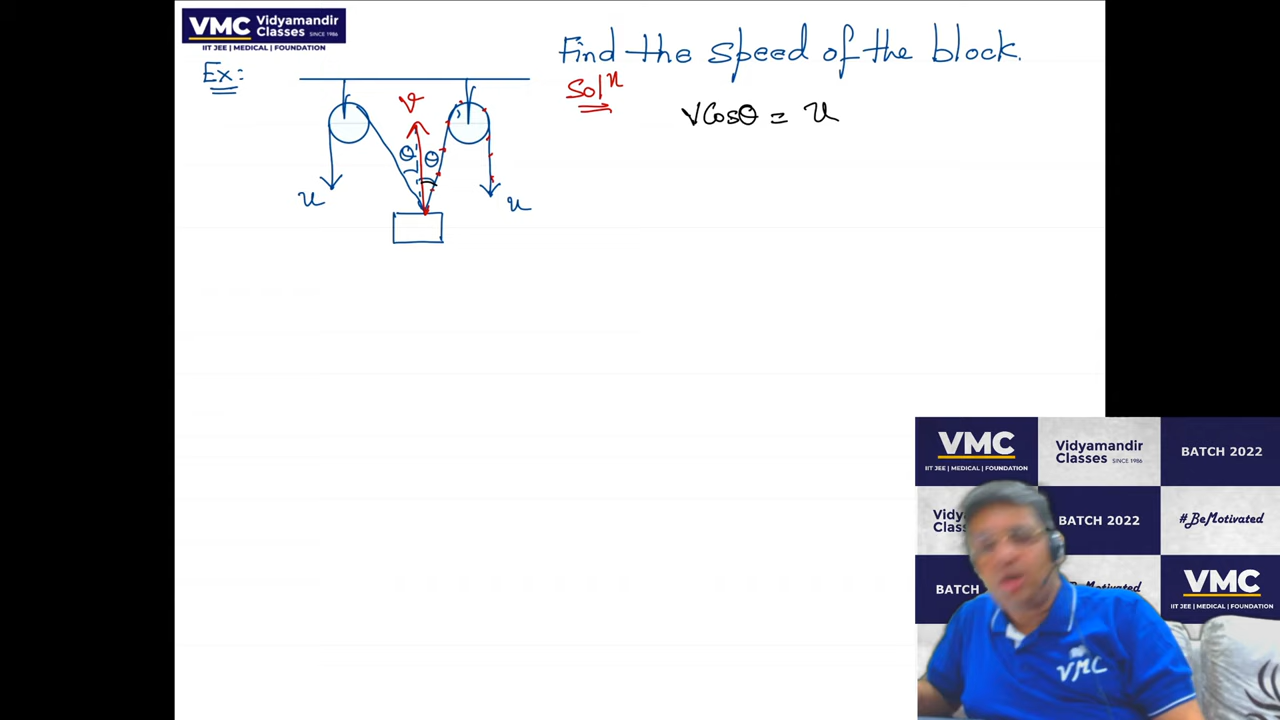 VMC Vidyamandir Classes SINCE 1986
IIT JEE | MEDICAL | FOUNDATION
Find the speed of the block.
Ex:
Solⁿ
v
VCosθ = u
θ θ
u
u
VMC
IIT JEE | MEDICAL | FOUNDATION
Vidyamandir
Classes SINCE 1986
BATCH 2022
BATCH 2022
#BeMotivated
BATCH
VMC
IIT JEE | MEDICAL | FOUNDATION
VMC